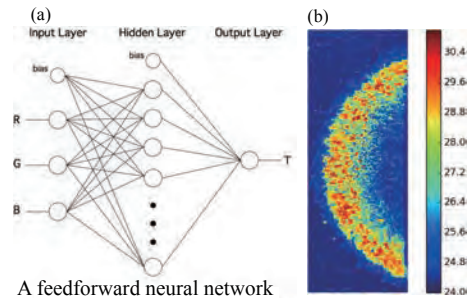 (a)
Input Layer Hidden Layer Output Layer
bias
bias
R
G
B
T
A feedforward neural network
(b)
30.4
29.6
28.8
28.0
27.2
26.4
25.6
24.8
24.0